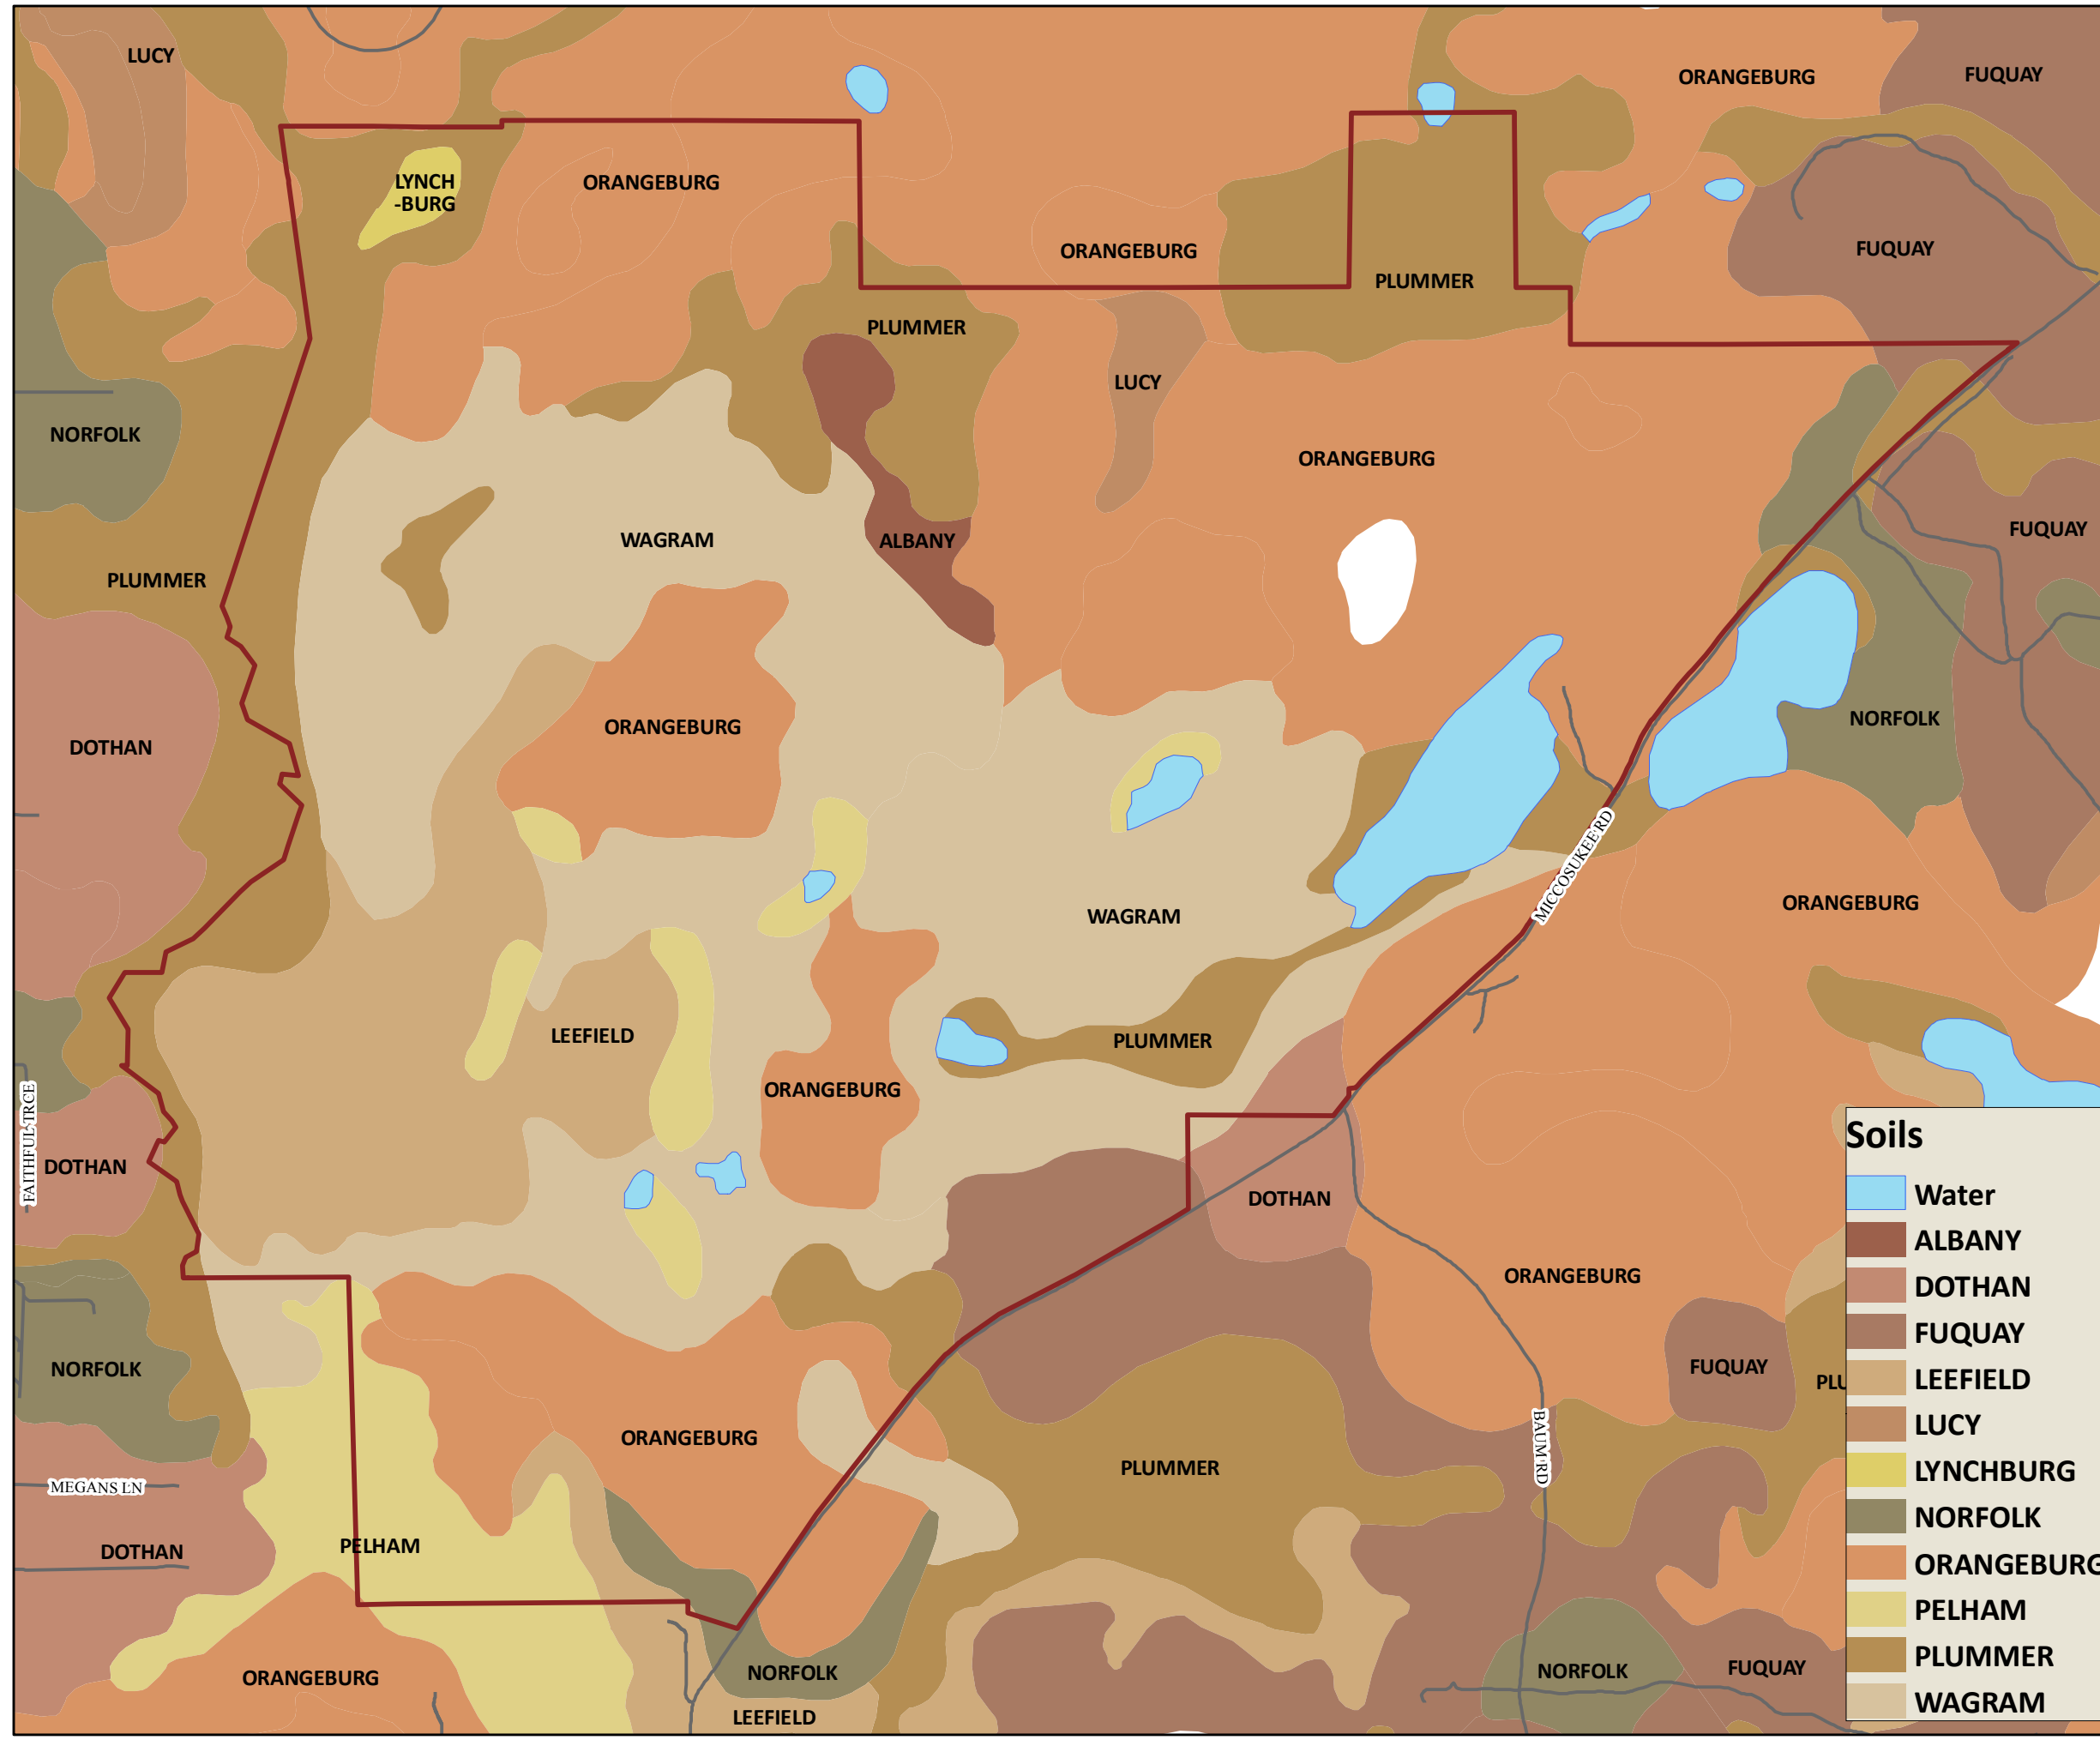 LUCY
ORANGEBURG
FUQUAY
LYNCH
-BURG
ORANGEBURG
ORANGEBURG
FUQUAY
PLUMMER
PLUMMER
LUCY
NORFOLK
ORANGEBURG
WAGRAM
ALBANY
FUQUAY
PLUMMER
DOTHAN
ORANGEBURG
NORFOLK
MICCOSUKEE RD
WAGRAM
ORANGEBURG
LEEFIELD
PLUMMER
ORANGEBURG
FAITHFUL TRCE
DOTHAN
DOTHAN
ORANGEBURG
NORFOLK
FUQUAY
PLU
ORANGEBURG
BAUM RD
PLUMMER
MEGANS LN
PELHAM
DOTHAN
ORANGEBURG
NORFOLK
NORFOLK
FUQUAY
LEEFIELD
Soils
Water
ALBANY
DOTHAN
FUQUAY
LEEFIELD
LUCY
LYNCHBURG
NORFOLK
ORANGEBURG
PELHAM
PLUMMER
WAGRAM